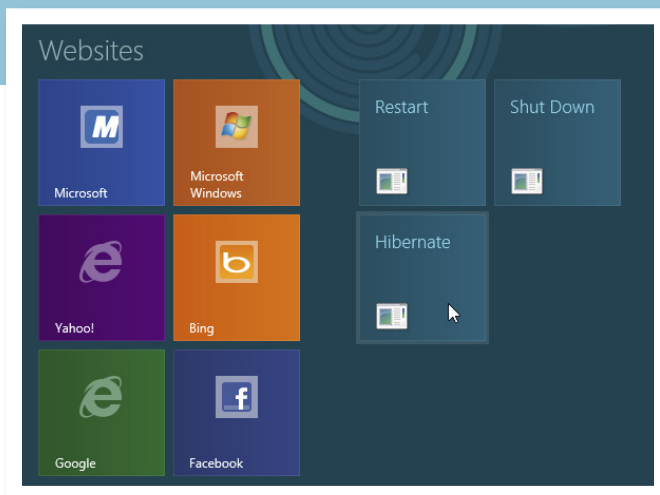 Websites
Microsoft
Microsoft
Windows
Yahoo!
Bing
Google
Facebook
Restart
Shut Down
Hibernate